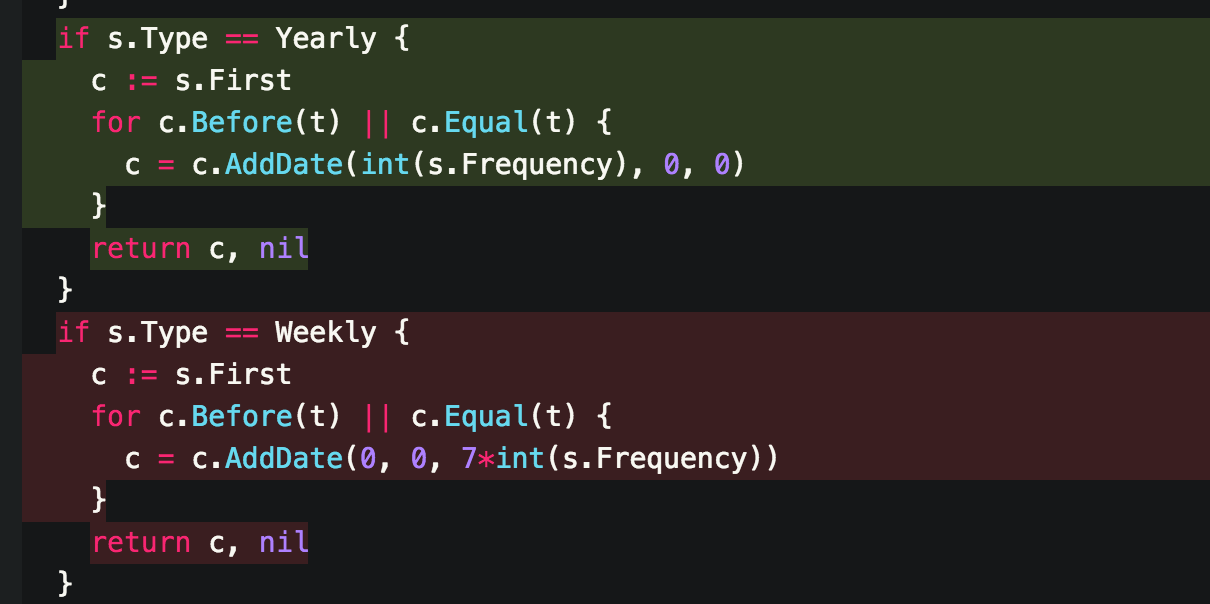 }
if s.Type == Yearly {
c := s.First
for c.Before(t) || c.Equal(t) {
c = c.AddDate(int(s.Frequency), 0, 0)
}
return c, nil
}
if s.Type == Weekly {
c := s.First
for c.Before(t) || c.Equal(t) {
c = c.AddDate(0, 0, 7*int(s.Frequency))
}
return c, nil
}